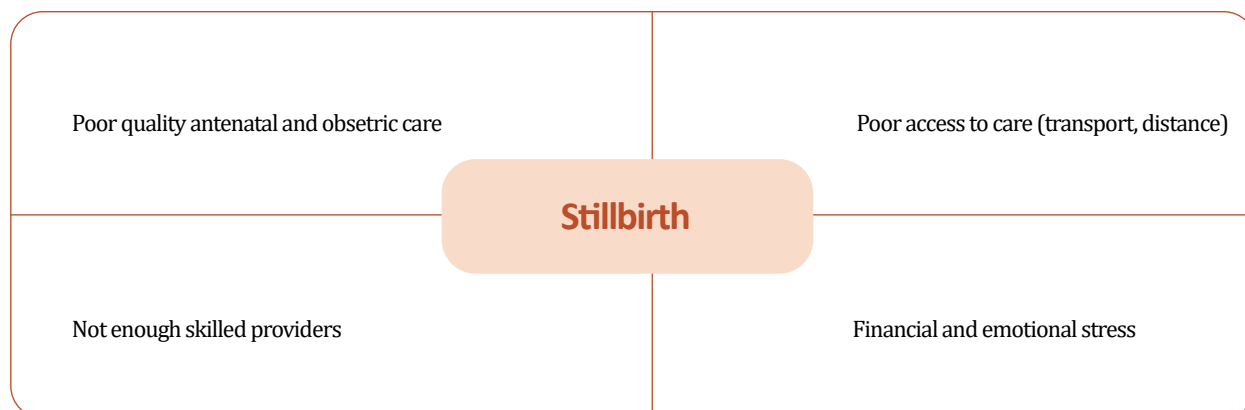 Poor quality antenatal and obsetric care
Poor access to care (transport, distance)
Stillbirth
Not enough skilled providers
Financial and emotional stress